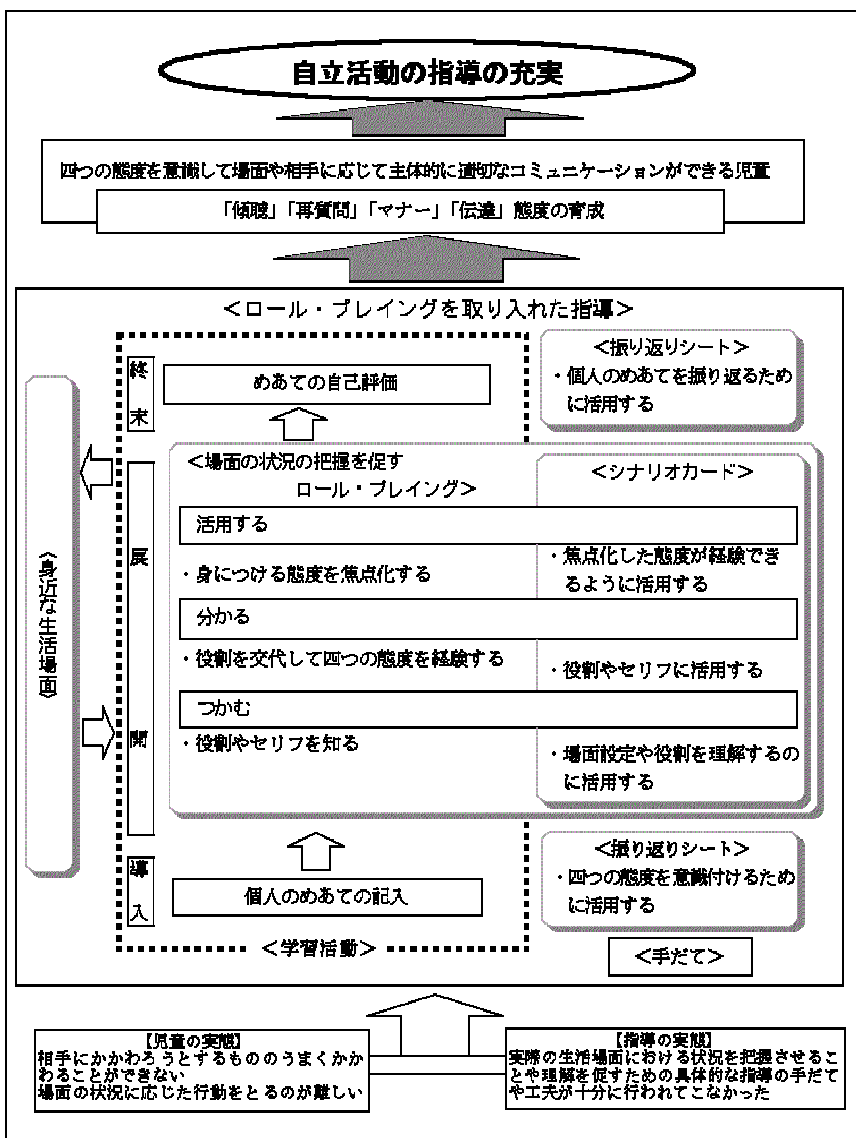 自立活動の指導の充実
四つの態度を意識して場面や相手に応じて主体的に適切なコミュニケーションができる児童
「傾聴」「再質問」「マナー」「伝達」態度の育成
＜ロール・プレイングを取り入れた指導＞
＜身近な生活場面＞
終末
めあての自己評価
＜振り返りシート＞
・個人のめあてを振り返るため
に活用する
展開
＜場面の状況の把握を促す
ロール・プレイング＞
＜シナリオカード＞
活用する
・身につける態度を焦点化する
・焦点化した態度が経験でき
るように活用する
分かる
・役割を交代して四つの態度を経験する
・役割やセリフに活用する
つかむ
・役割やセリフを知る
・場面設定や役割を理解するの
に活用する
導入
個人のめあての記入
＜振り返りシート＞
・四つの態度を意識付けるため
に活用する
＜学習活動＞
＜手だて＞
【児童の実態】
相手にかかわろうとするもののうまくかか
わることができない
場面の状況に応じた行動をとるのが難しい
【指導の実態】
実際の生活場面における状況を把握させるこ
とや理解を促すための具体的な指導の手だて
や工夫が十分に行われてこなかった